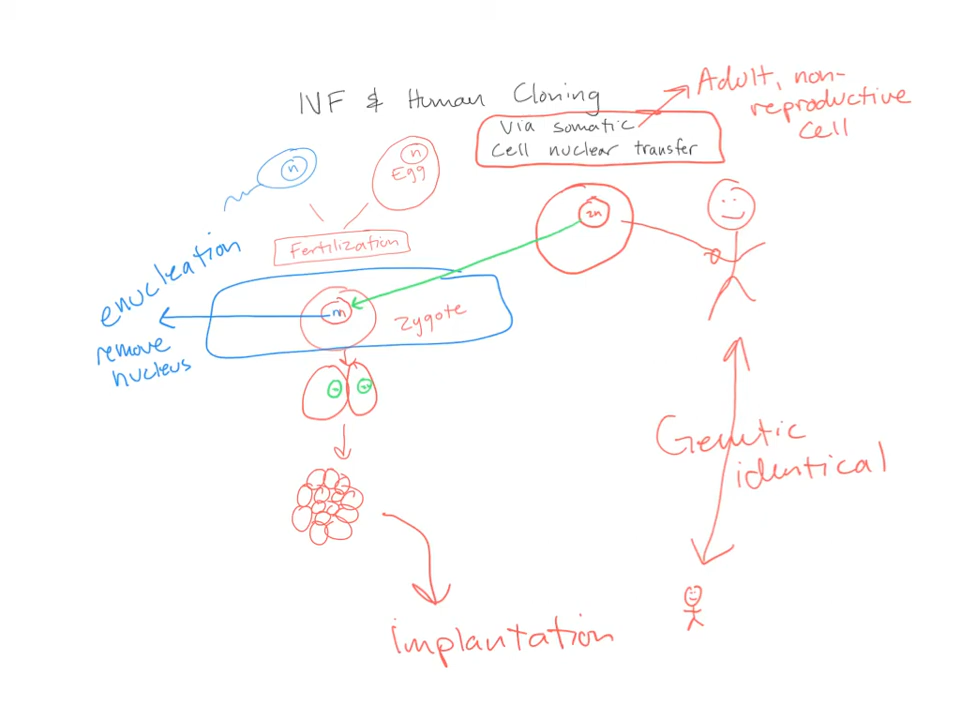 IVF & Human Cloning
Via somatic
Cell nuclear transfer
Adult, non-
reproductive
cell
n
n
Egg
2n
Fertilization
enucleation
remove
nucleus
Zygote
Genetic
identical
implantation